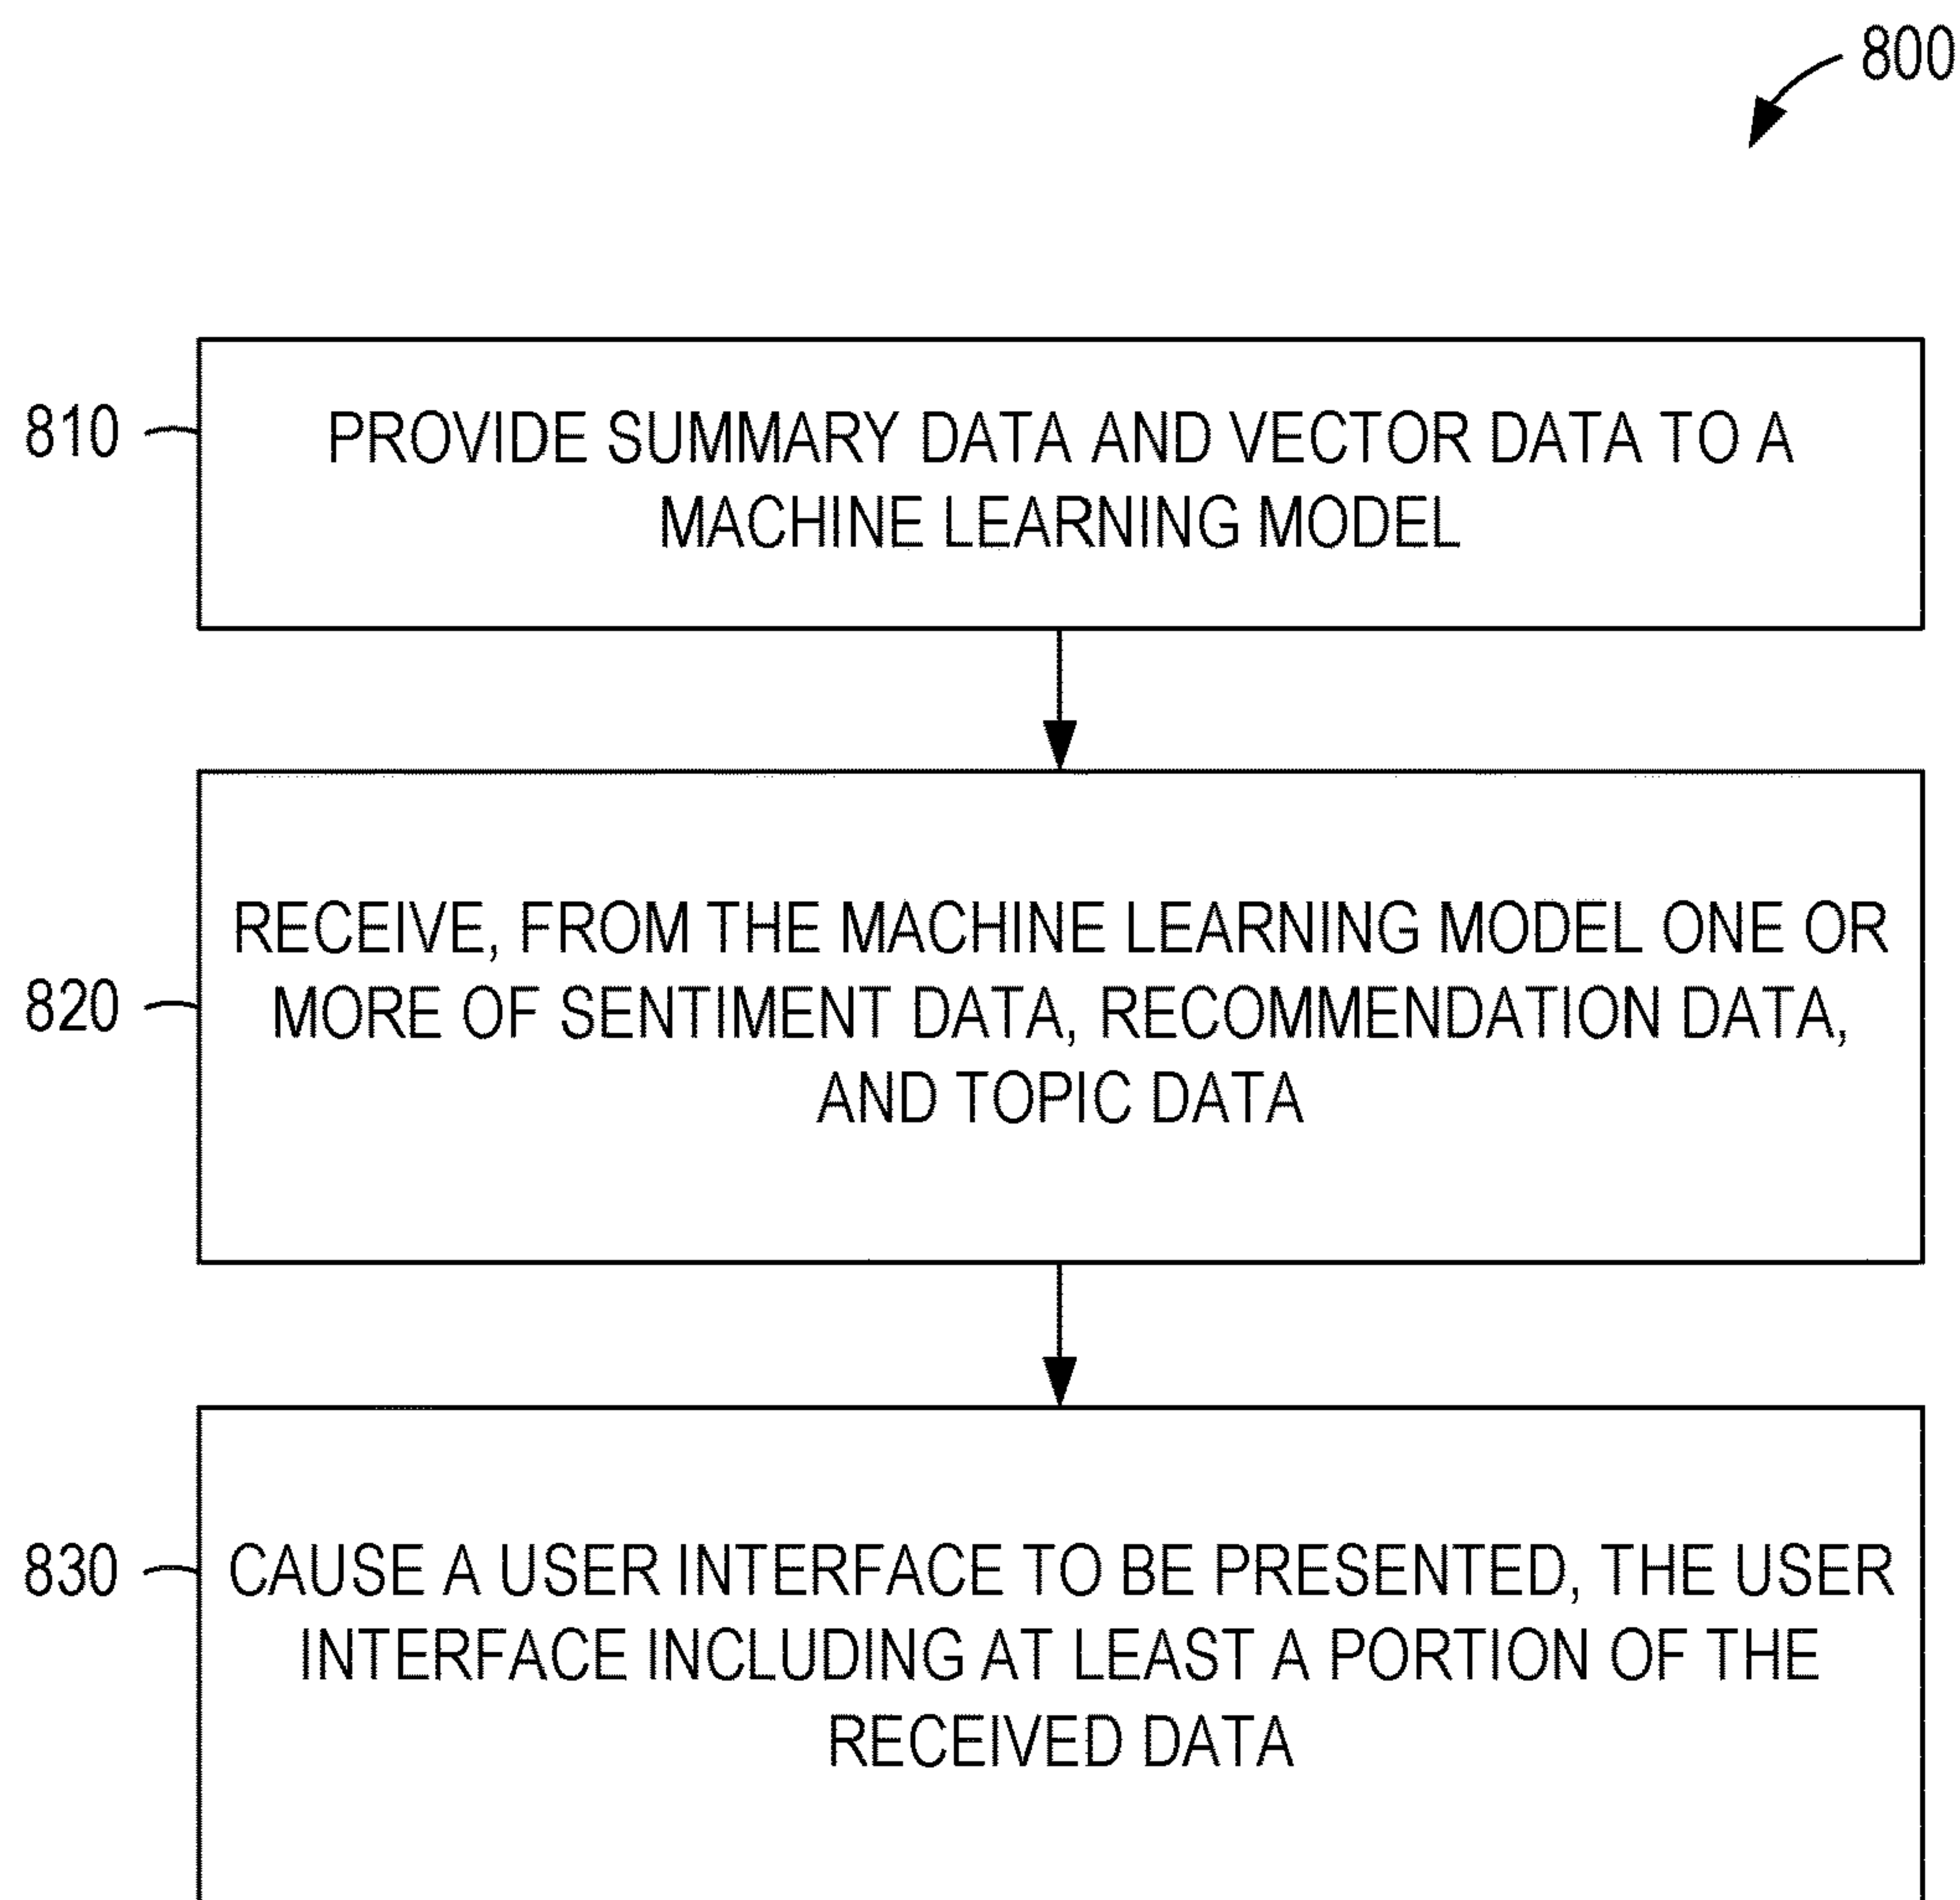 800
810
PROVIDE SUMMARY DATA AND VECTOR DATA TO A
MACHINE LEARNING MODEL
RECEIVE, FROM THE MACHINE LEARNING MODEL ONE OR
820
MORE OF SENTIMENT DATA, RECOMMENDATION DATA,
AND TOPIC DATA
830
CAUSE A USER INTERFACE TO BE PRESENTED, THE USER
INTERFACE INCLUDING AT LEAST A PORTION OF THE
RECEIVED DATA